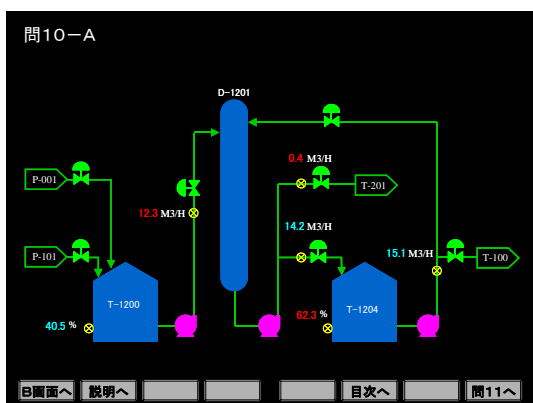 問10－A
D－1201
0.4 M3/H
P-001
T-201
12.3 M3/H
14.2 M3/H
P-101
15.1 M3/H
T-100
T－1200
T－1204
62.3 %
40.5 %
B画面へ
説明へ
目次へ
問11へ